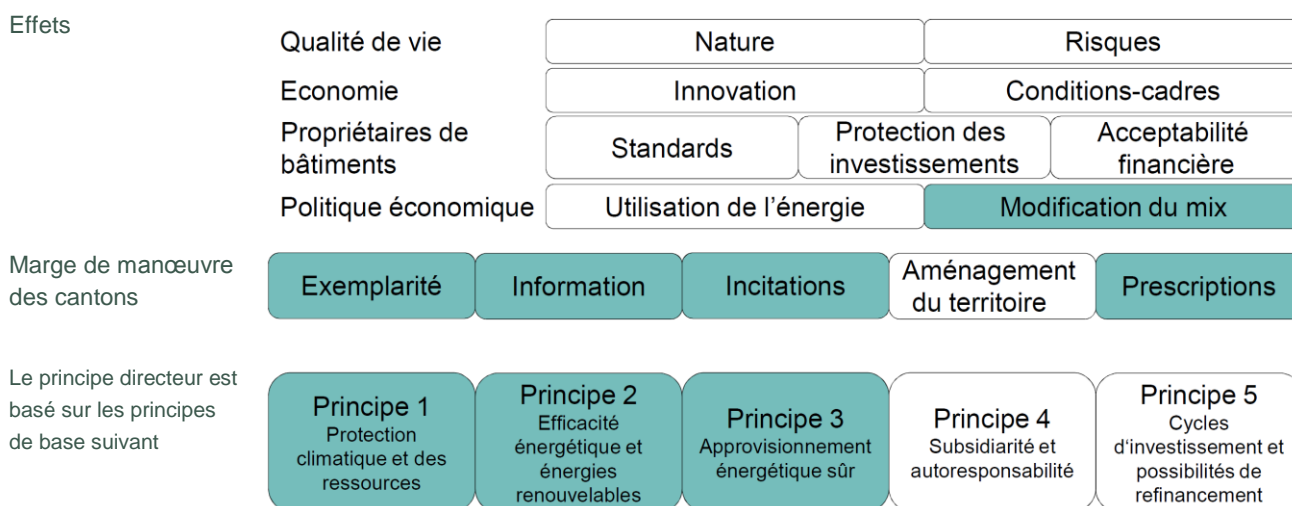 Effets
Qualité de vie
Nature
Risques
Economie
Innovation
Conditions-cadres
Propriétaires de
bâtiments
Standards
Protection des
investissements
Acceptabilité
financière
Politique économique
Utilisation de l'énergie
Modification du mix
Marge de manœuvre
des cantons
Exemplarité
Information
Incitations
Aménagement
du territoire
Prescriptions
Le principe directeur est
basé sur les principes
de base suivant
Principe 1
Protection
climatique et des
ressources
Principe 2
Efficacité
énergétique et
énergies
renouvelables
Principe 3
Approvisionnement
énergétique sûr
Principe 4
Subsidiarité et
autoresponsabilité
Principe 5
Cycles
d'investissement et
possibilités de
refinancement